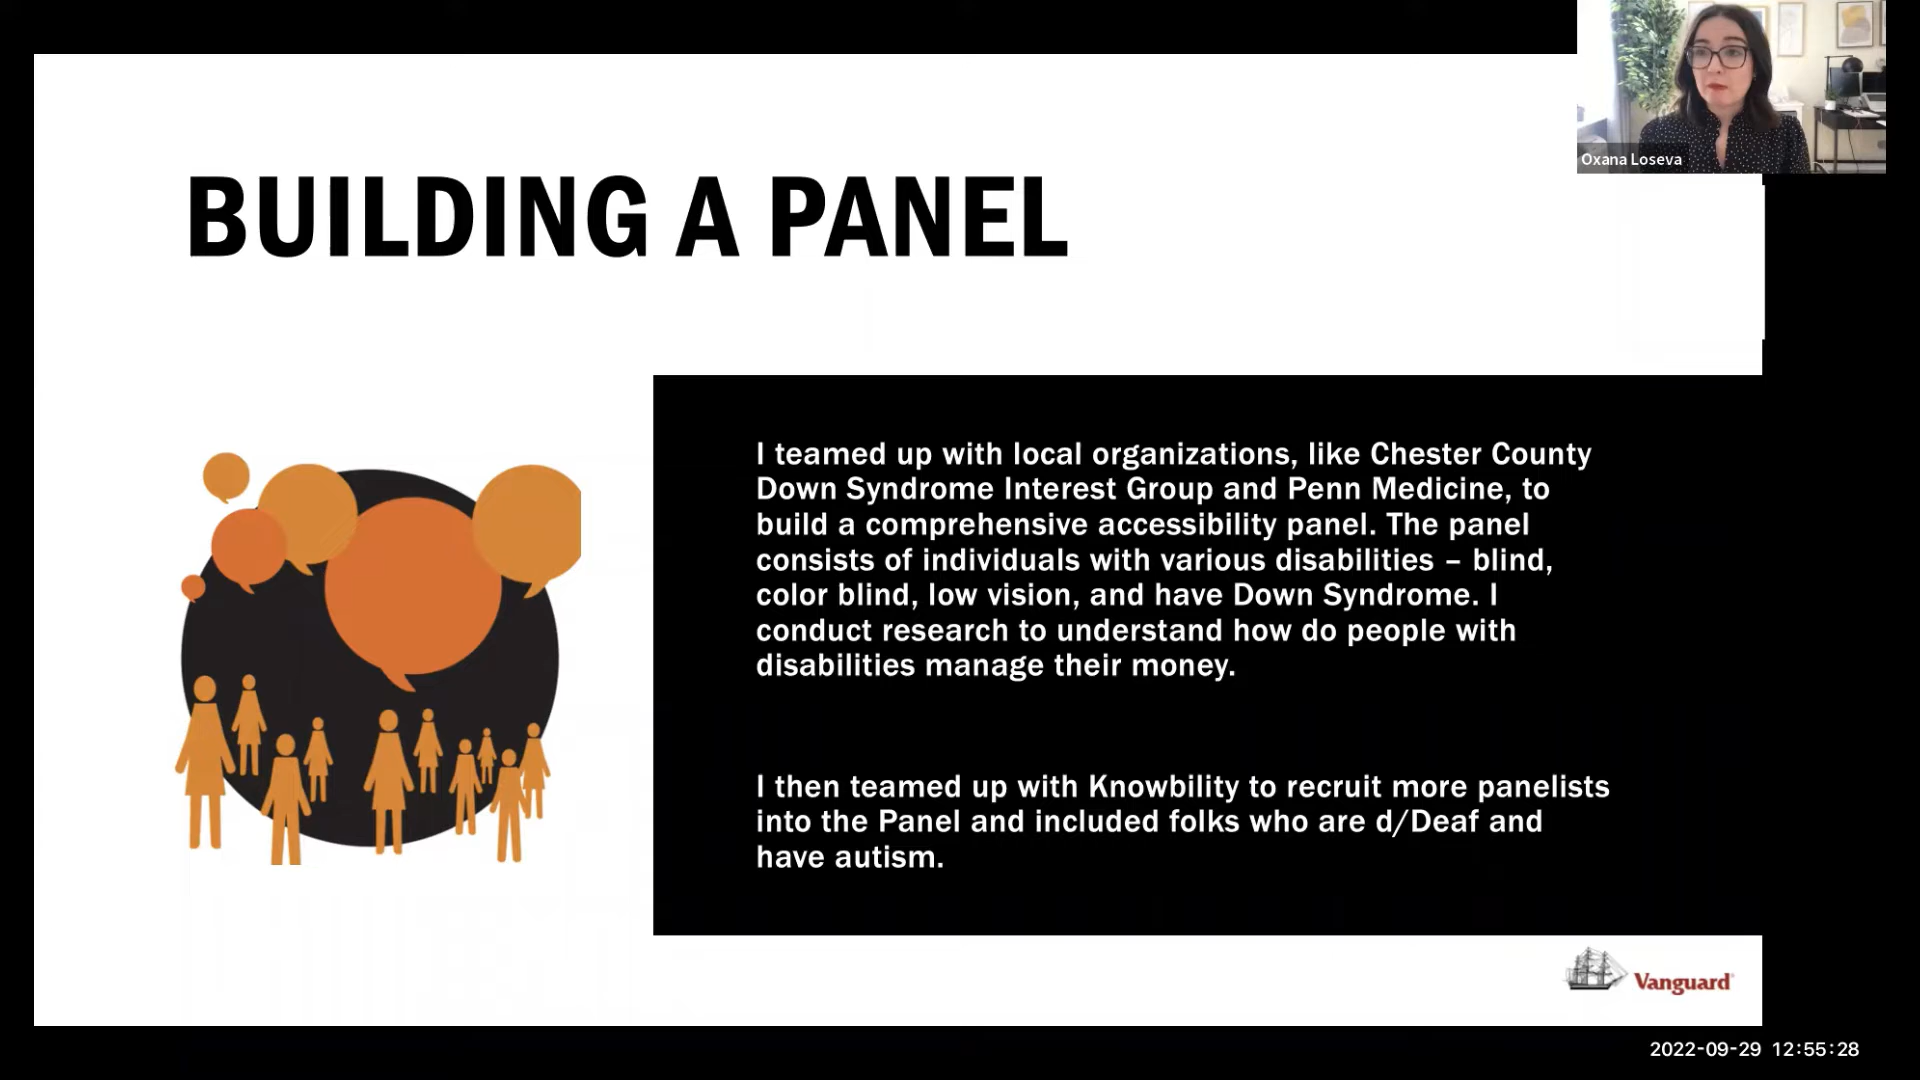 Oxana Loseva
BUILDING A PANEL
I teamed up with local organizations, like Chester County
Down Syndrome Interest Group and Penn Medicine, to
build a comprehensive accessibility panel. The panel
consists of individuals with various disabilities – blind,
color blind, low vision, and have Down Syndrome. I
conduct research to understand how do people with
disabilities manage their money.
I then teamed up with Knowbility to recruit more panelists
into the Panel and included folks who are d/Deaf and
have autism.
Vanguard
2022-09-29 12:55:28